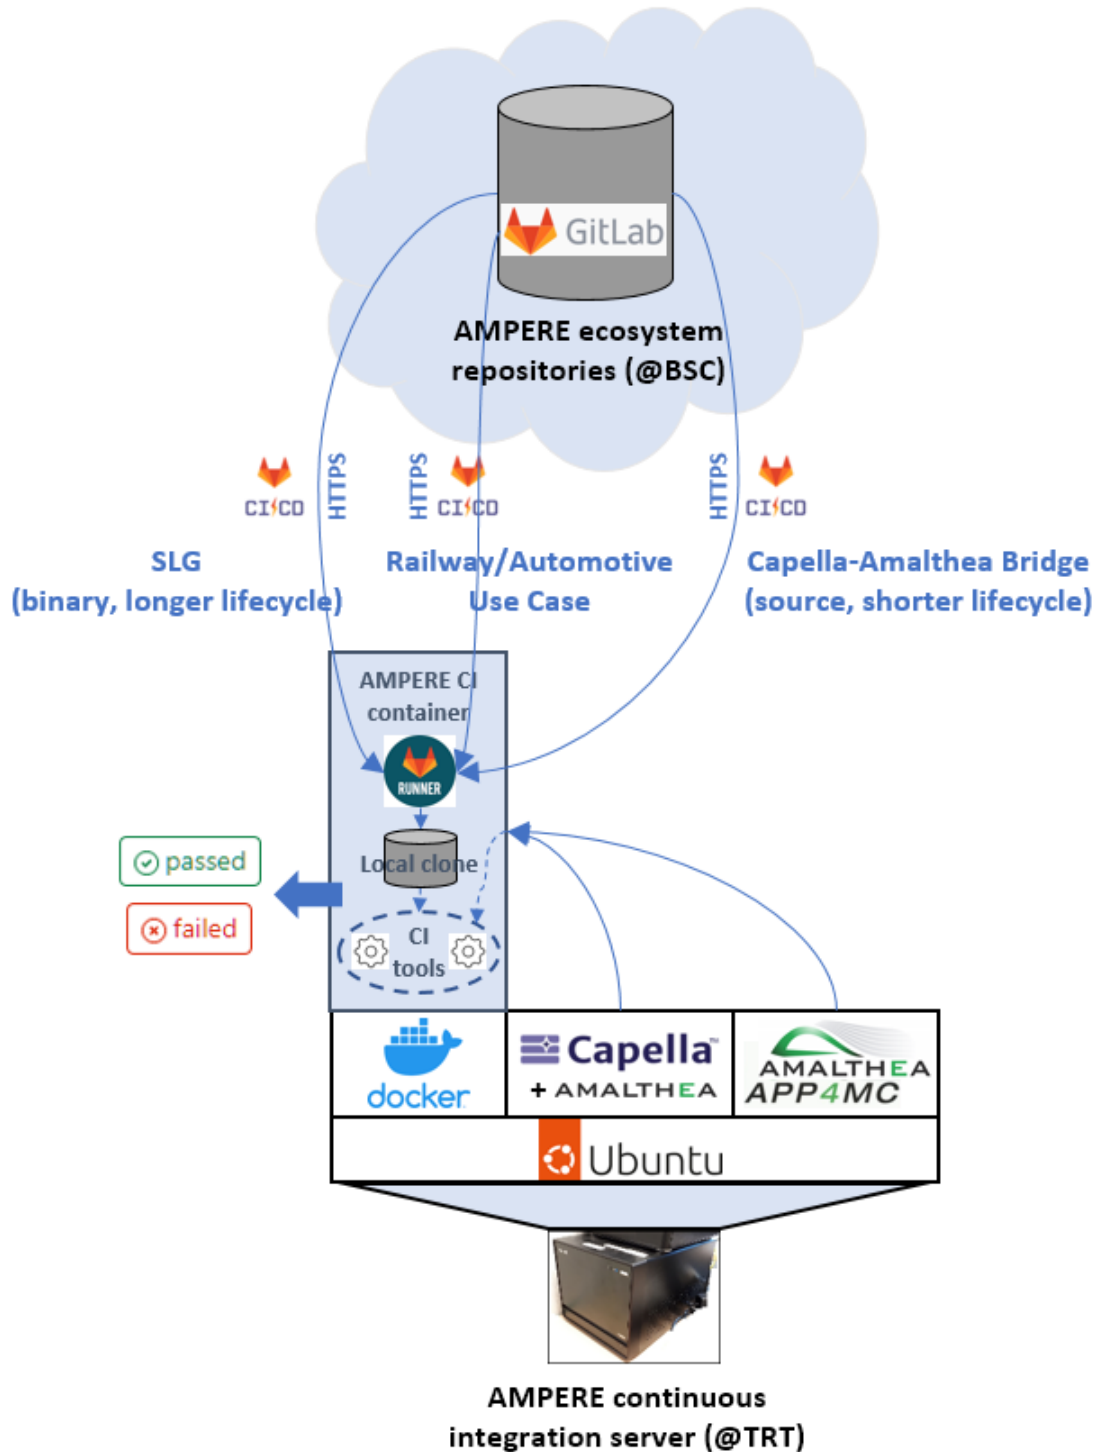 GitLab
AMPERE ecosystem
repositories (@BSC)
CI/CD
HTTPS
HTTPS
CI/CD
HTTPS
CI/CD
SLG
(binary, longer lifecycle)
Railway/Automotive
Use Case
Capella-Amalthea Bridge
(source, shorter lifecycle)
AMPERE CI
container
RUNNER
Local clone
passed
failed
CI
tools
docker
Capella™
+ AMALTHEA
AMALTHEA
APP4MC
Ubuntu
AMPERE continuous
integration server (@TRT)